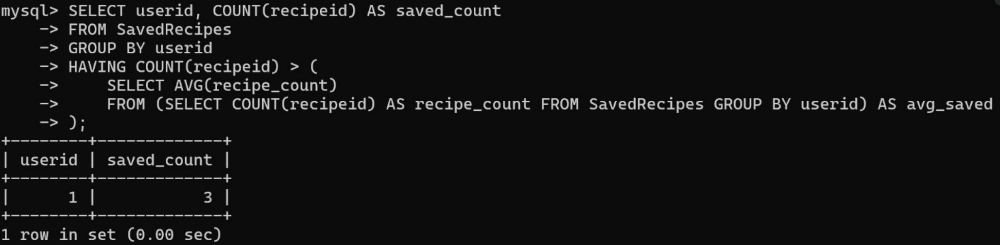 mysql> SELECT userid, COUNT(recipeid) AS saved_count
    -> FROM SavedRecipes
    -> GROUP BY userid
    -> HAVING COUNT(recipeid) > (
    ->     SELECT AVG(recipe_count)
    ->     FROM (SELECT COUNT(recipeid) AS recipe_count FROM SavedRecipes GROUP BY userid) AS avg_saved
    -> );
+--------+-------------+
| userid | saved_count |
+--------+-------------+
|      1 |           3 |
+--------+-------------+
1 row in set (0.00 sec)